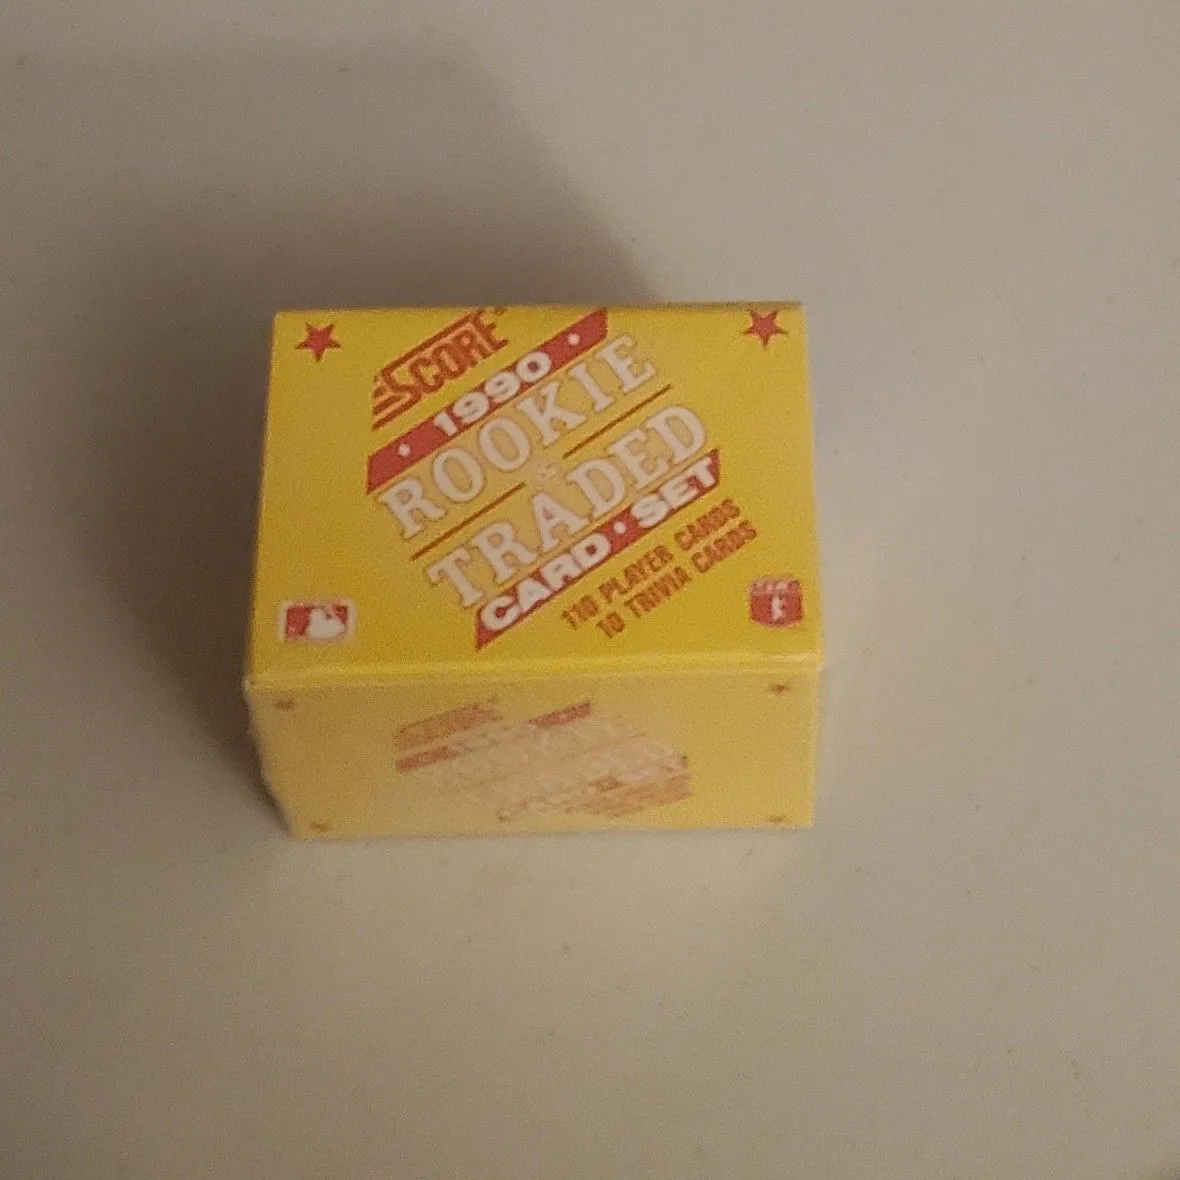 SCORE
1990
ROOKIE
&
TRADED
CARD • SET
110 PLAYER CARDS
10 TRIVIA CARDS